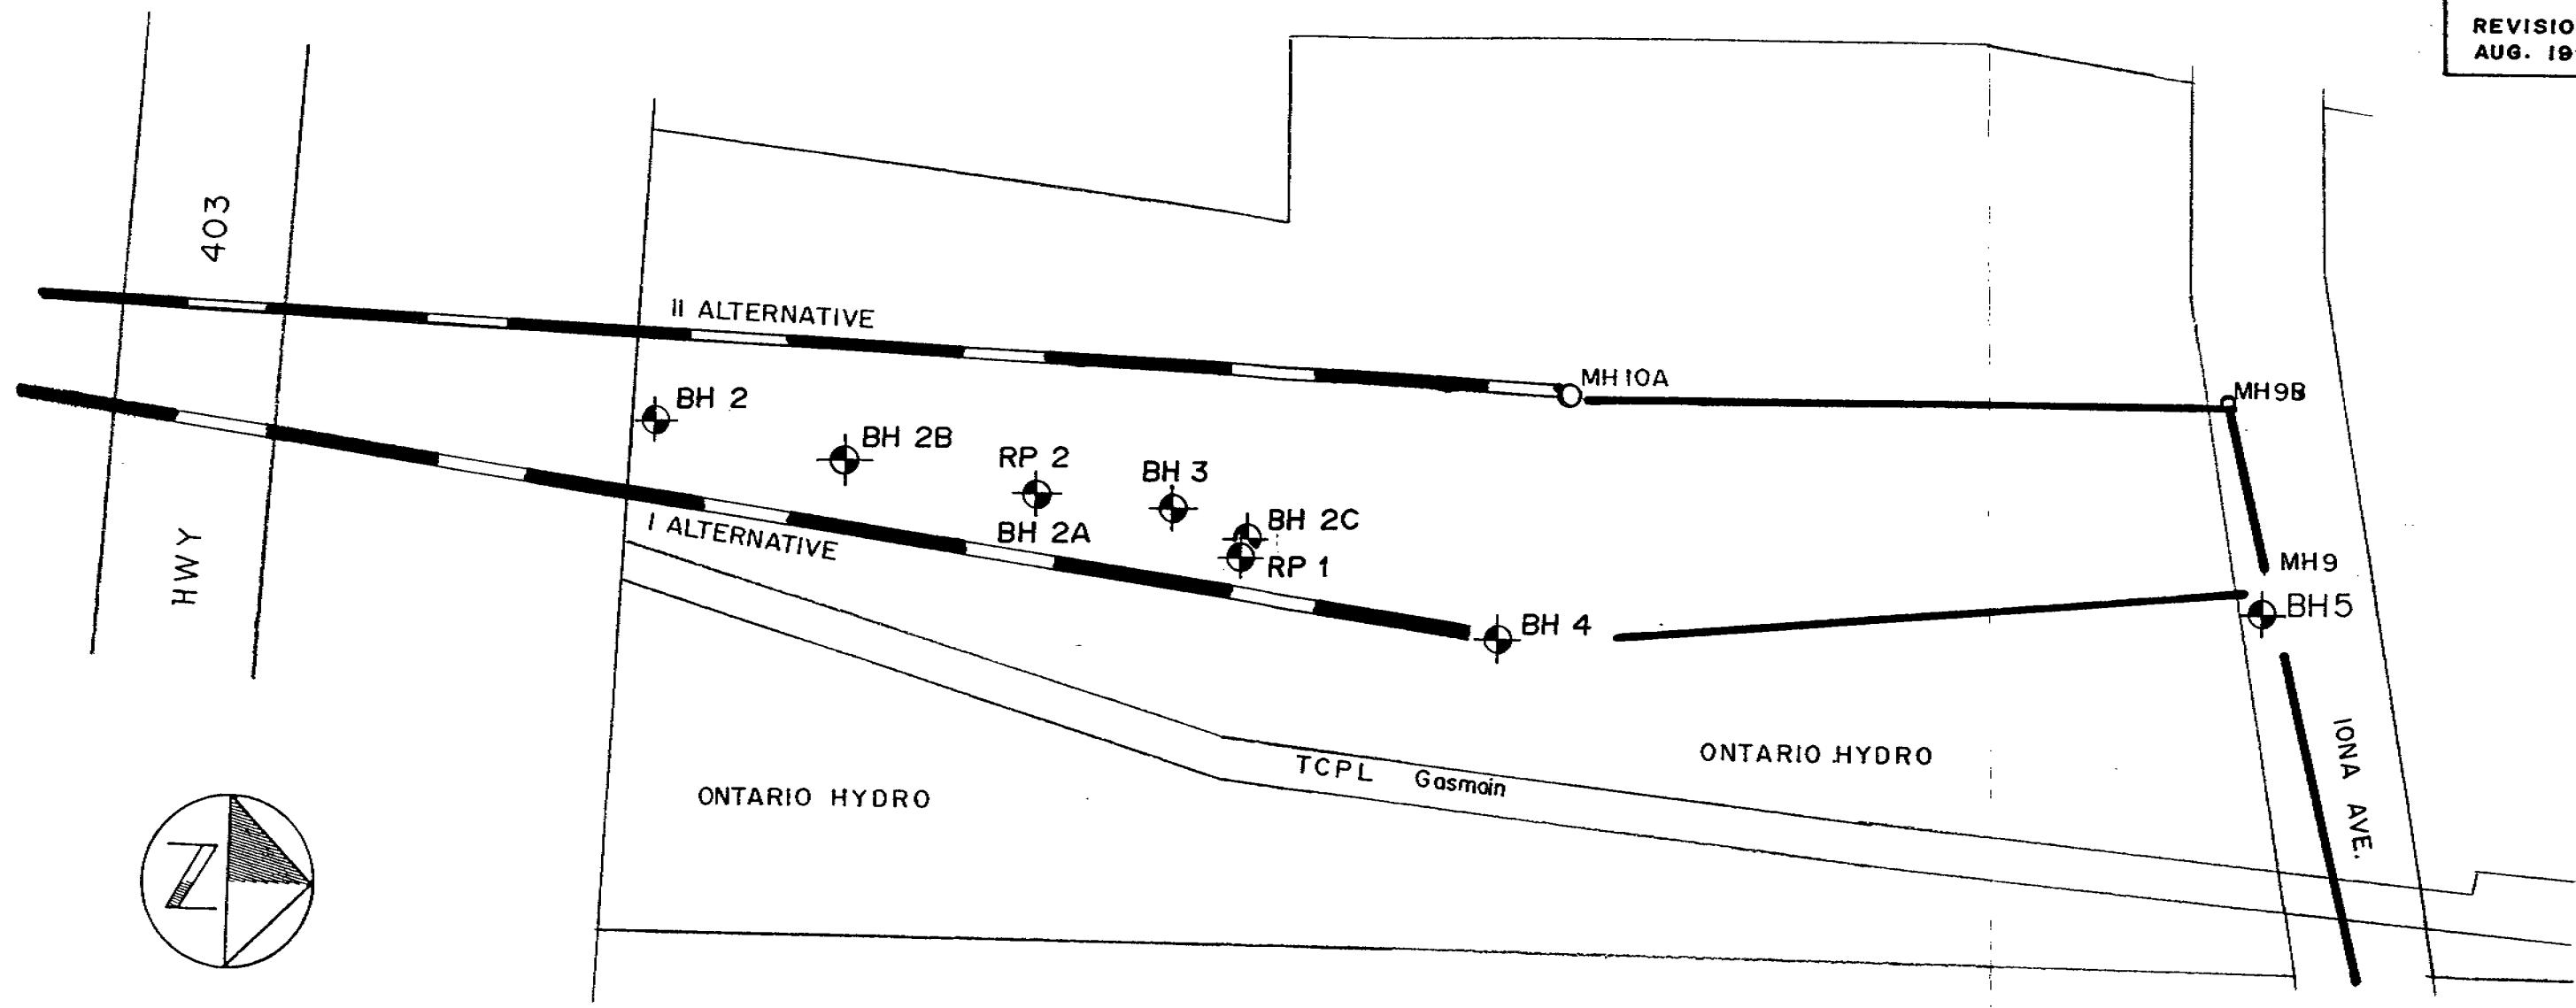 REVISIO
AUG. 19
403
HWY
II ALTERNATIVE
I ALTERNATIVE
BH 2
BH 2B
RP 2
BH 2A
BH 3
BH 2C
RP 1
BH 4
MH10A
MH9B
MH9
BH5
IONA AVE.
ONTARIO HYDRO
TCPL Gasmain
ONTARIO HYDRO
N